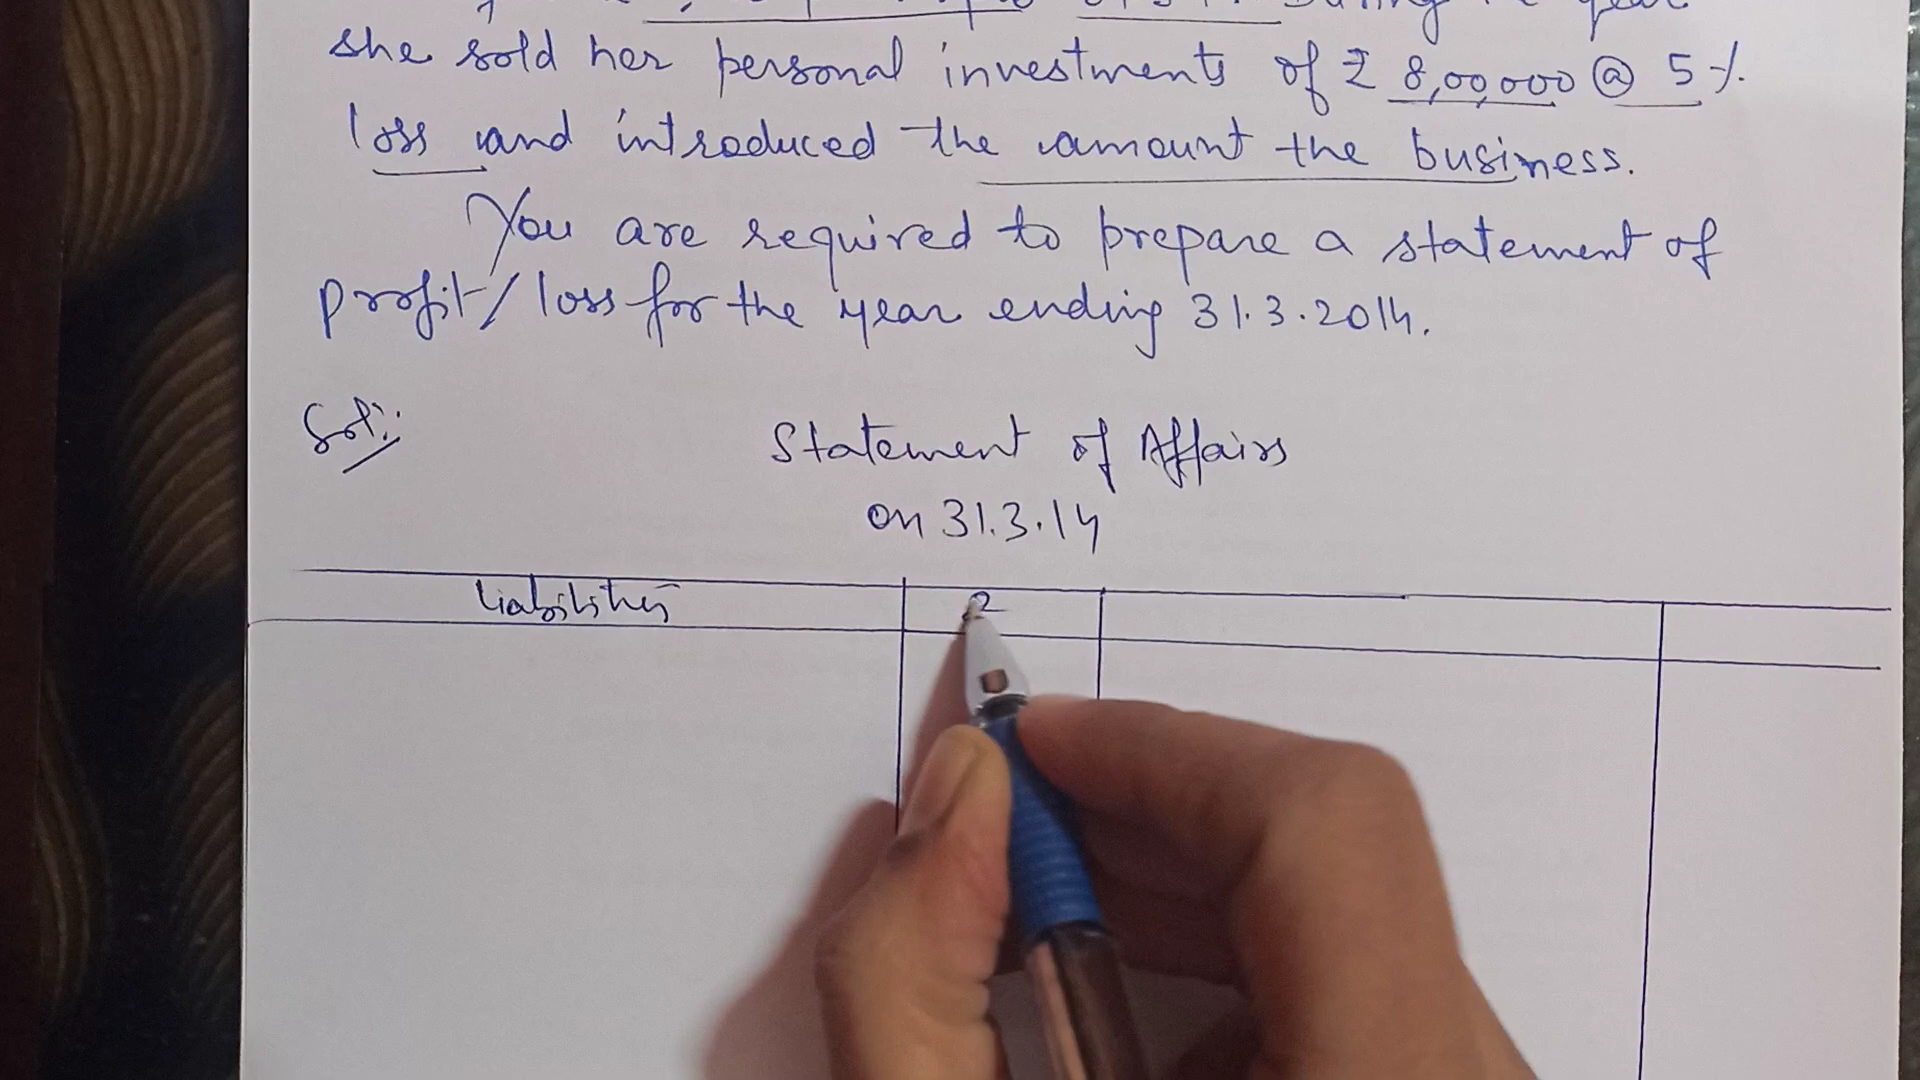 she sold her personal investments of ₹ 8,00,000 @ 5%
loss and introduced the amount the business.
You are required to prepare a statement of
profit/loss for the year ending 31.3.2014.
Sol:
Statement of Affairs
on 31.3.14
Liabilities